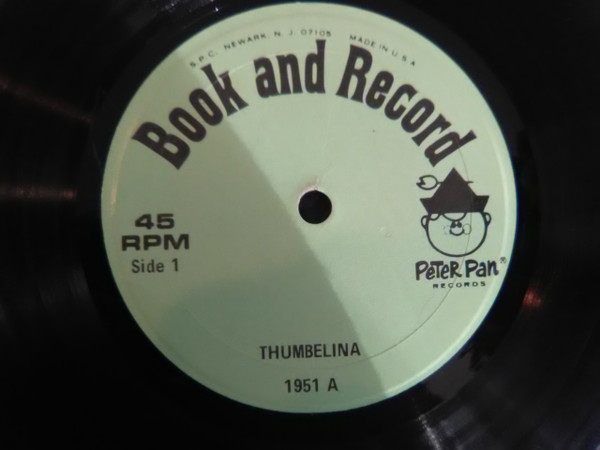 S.P.C. NEWARK, N. J. 07105 MADE IN U.S.A
Book and Record
45
RPM
Side 1
PETER PAN®
RECORDS
THUMBELINA
1951 A